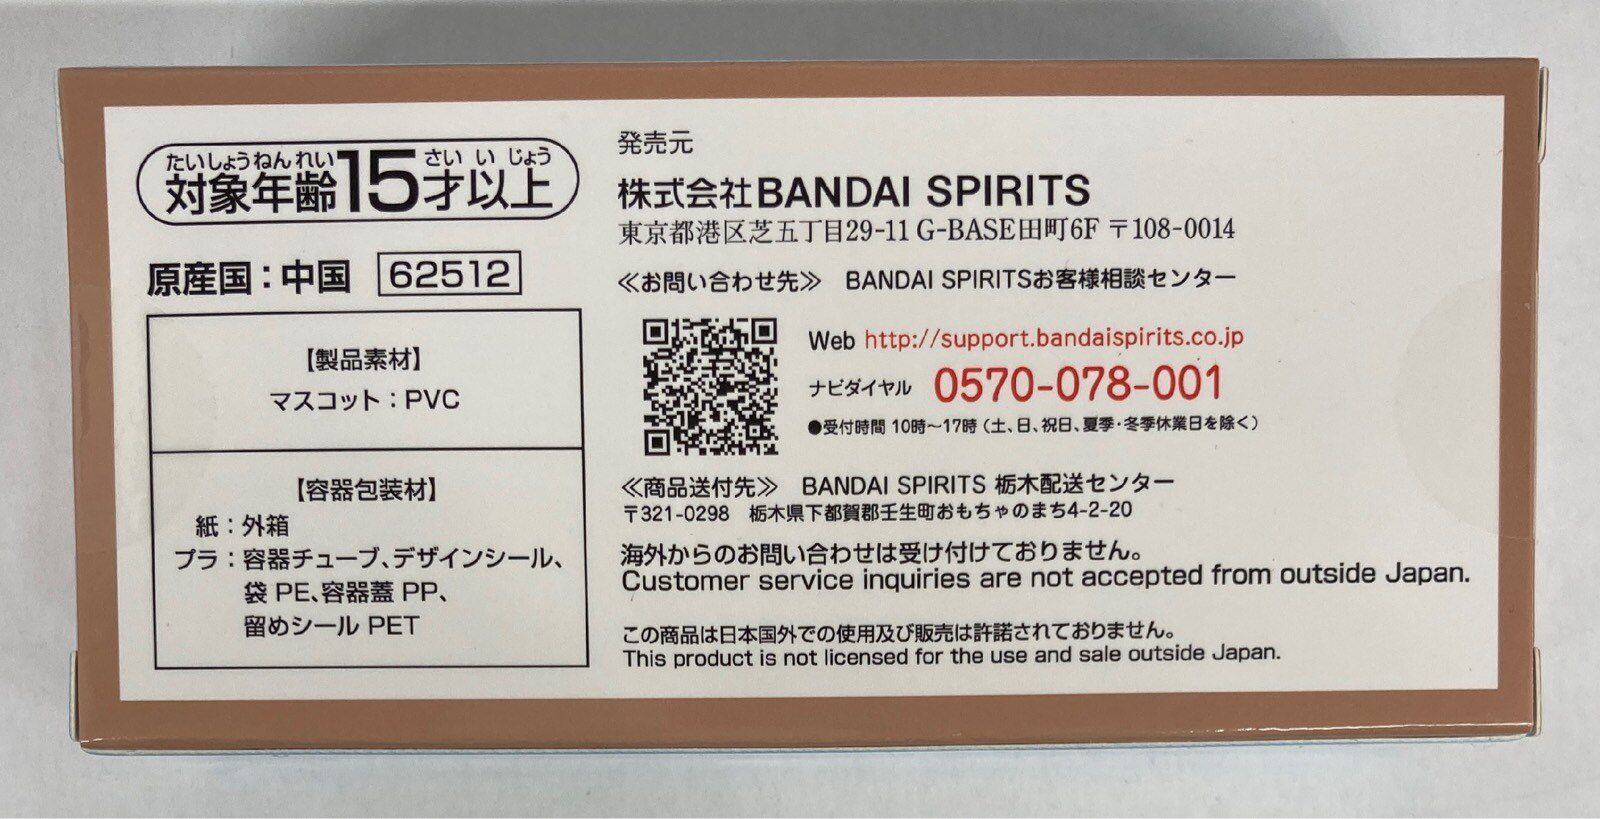 たいしょうねんれい さいいじょう
対象年齢15才以上
原産国：中国 62512
【製品素材】
マスコット：PVC
【容器包装材】
紙：外箱
プラ：容器チューブ、デザインシール、
袋 PE、容器蓋 PP、
留めシール PET
発売元
株式会社BANDAI SPIRITS
東京都港区芝五丁目29-11 G-BASE田町6F 〒108-0014
≪お問い合わせ先≫ BANDAI SPIRITSお客様相談センター
Web http://support.bandaispirits.co.jp
ナビダイヤル 0570-078-001
●受付時間 10時～17時（土、日、祝日、夏季・冬季休業日を除く）
≪商品送付先≫ BANDAI SPIRITS 栃木配送センター
〒321-0298 栃木県下都賀郡壬生町おもちゃのまち4-2-20
海外からのお問い合わせは受け付けておりません。
Customer service inquiries are not accepted from outside Japan.
この商品は日本国外での使用及び販売は許諾されておりません。
This product is not licensed for the use and sale outside Japan.